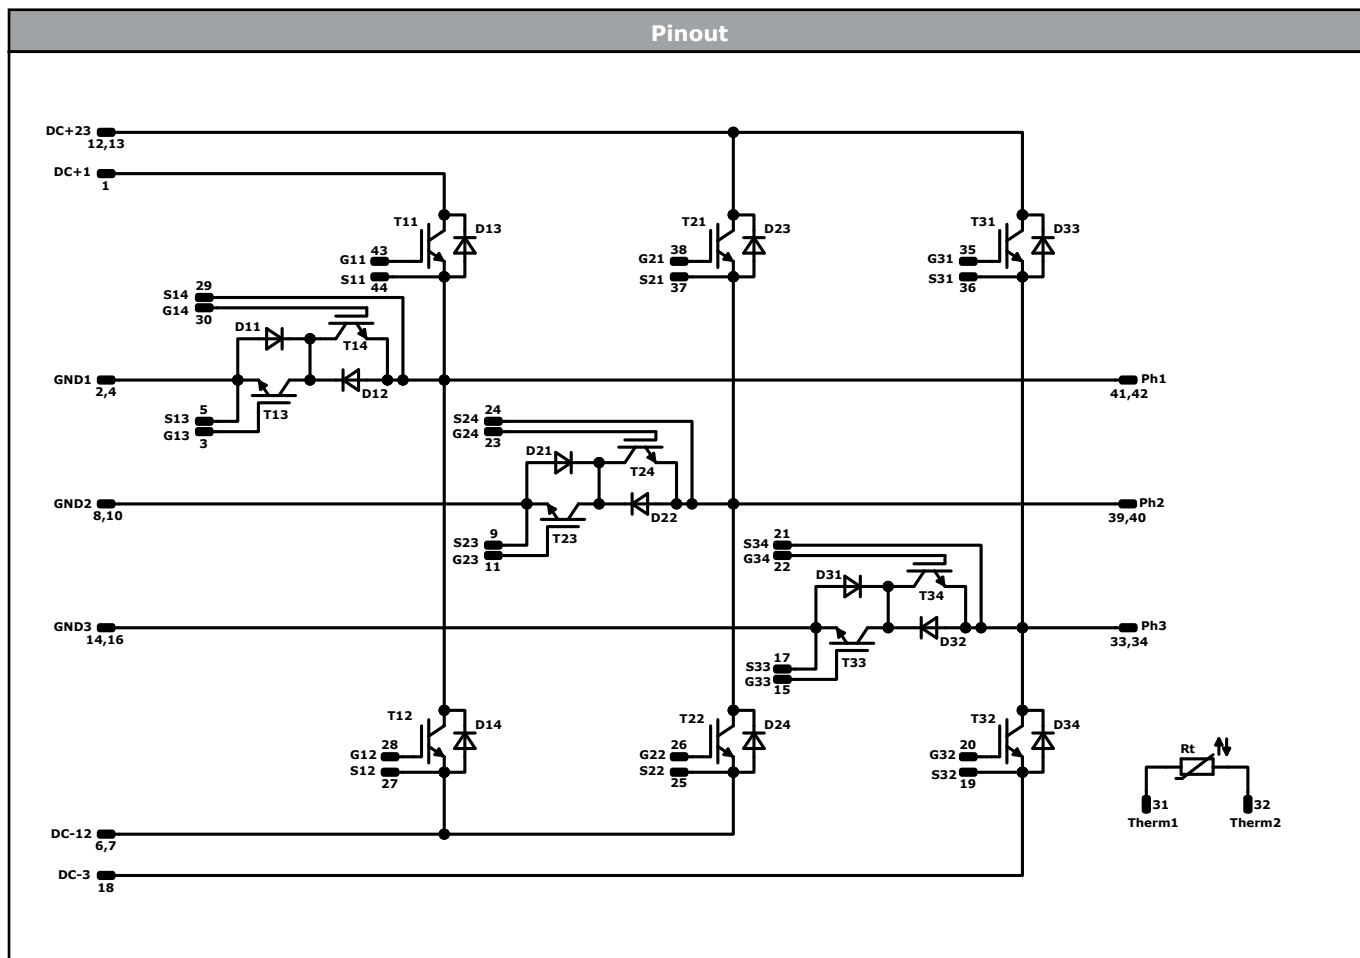 Pinout
DC+23
12,13
DC+1
1
T11
D13
G11
43
S11
44
T21
D23
G21
38
S21
37
T31
D33
G31
35
S31
36
S14
29
G14
30
D11
T14
GND1
2,4
D12
T13
S13
5
G13
3
Ph1
41,42
S24
24
G24
23
D21
T24
GND2
8,10
D22
T23
S23
9
G23
11
Ph2
39,40
S34
21
G34
22
D31
T34
GND3
14,16
D32
T33
S33
17
G33
15
Ph3
33,34
T12
D14
G12
28
S12
27
T22
D24
G22
26
S22
25
T32
D34
G32
20
S32
19
Rt
31
Therm1
32
Therm2
DC-12
6,7
DC-3
18